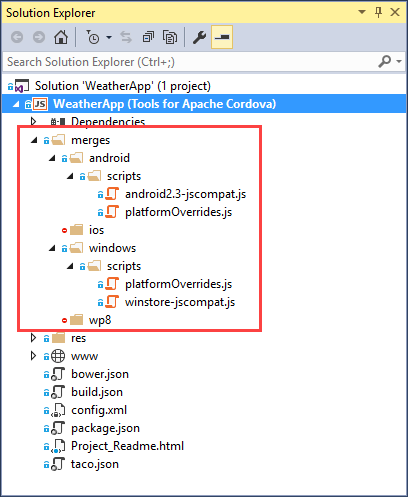 Solution Explorer
Search Solution Explorer (Ctrl+;)
Solution 'WeatherApp' (1 project)
JS WeatherApp (Tools for Apache Cordova)
Dependencies
merges
android
scripts
android2.3-jscompat.js
platformOverrides.js
ios
windows
scripts
platformOverrides.js
winstore-jscompat.js
wp8
res
www
bower.json
build.json
config.xml
package.json
Project_Readme.html
taco.json